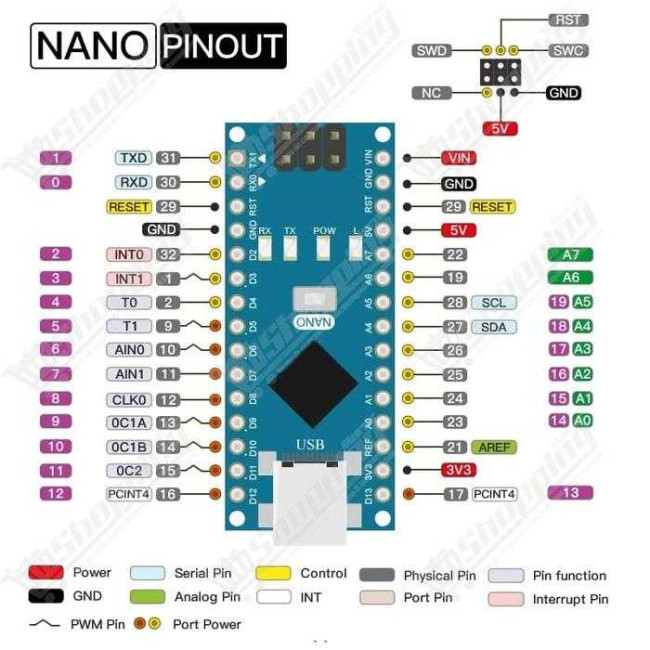 NANO PINOUT
RST
SWD SWC
NC GND
5V
1 TXD 31 TX1 VIN VIN
0 RXD 30 RX0 GND GND
RESET 29 RST RST 29 RESET
GND GND 5V 5V
RX TX POW L
2 INT0 32 D2 A7 22 A7
3 INT1 1 D3 A6 19 A6
4 T0 2 D4 A5 28 SCL 19 A5
NANO
5 T1 9 D5 A4 27 SDA 18 A4
6 AIN0 10 D6 A3 26 17 A3
7 AIN1 11 D7 A2 25 16 A2
8 CLK0 12 D8 A1 24 15 A1
9 0C1A 13 D9 A0 23 14 A0
10 0C1B 14 D10 USB REF 21 AREF
11 0C2 15 D11 3V3 3V3
12 PCINT4 16 D12 D13 17 PCINT4 13
Power Serial Pin Control Physical Pin Pin function
GND Analog Pin INT Port Pin Interrupt Pin
PWM Pin Port Power